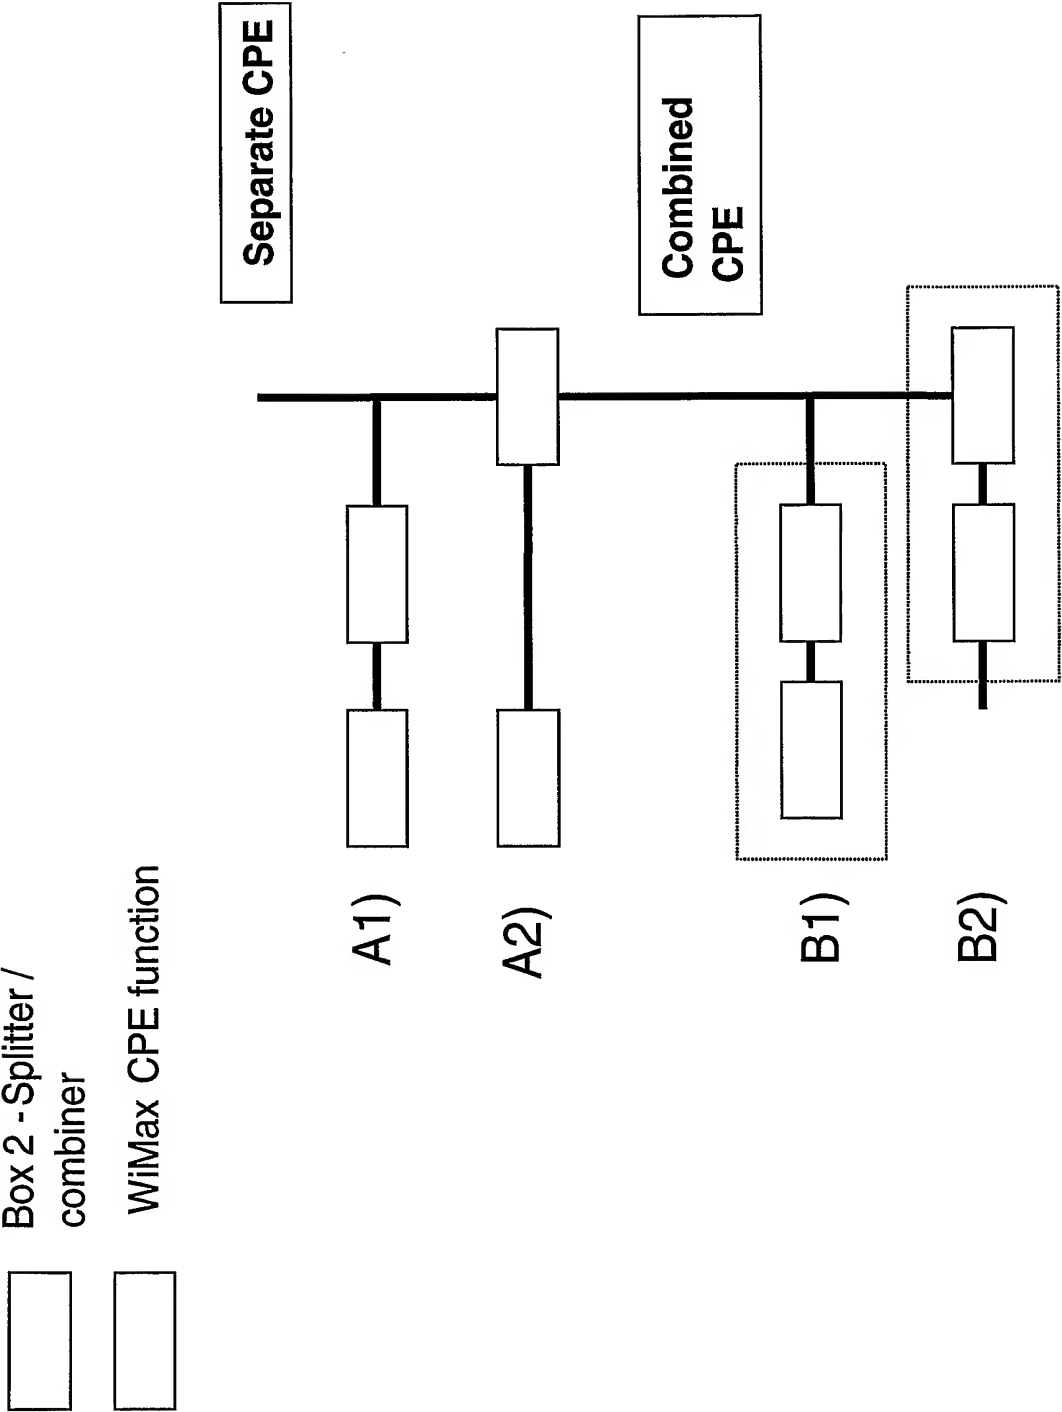 Box 2 - Splitter /
combiner
WiMax CPE function
Separate CPE
A1)
A2)
Combined
CPE
B1)
B2)